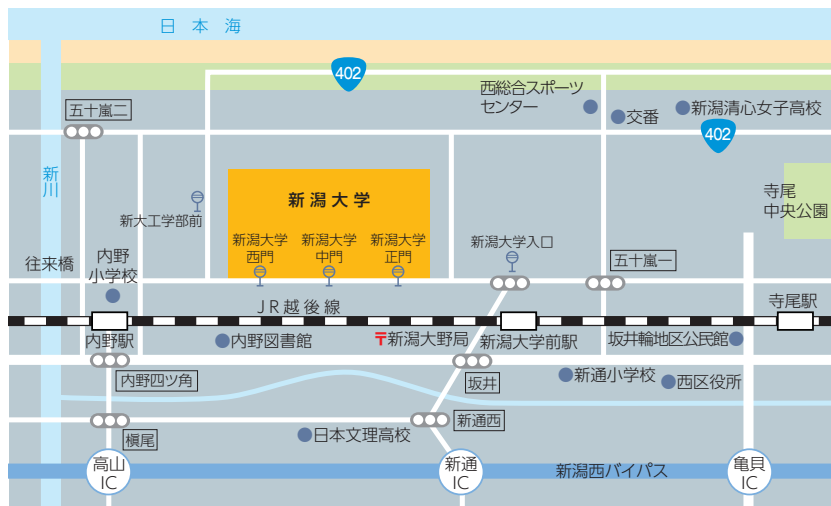 日本海
402
西総合スポーツ
センター
交番
新潟清心女子高校
五十嵐二
402
新川
新大工学部前
新潟大学
寺尾
中央公園
新潟大学
西門
新潟大学
中門
新潟大学
正門
新潟大学入口
往来橋
内野
小学校
五十嵐一
JR越後線
寺尾駅
内野駅
内野図書館
〒新潟大野局
新潟大学前駅
坂井輪地区公民館
内野四ツ角
坂井
新通小学校
西区役所
槇尾
日本文理高校
新通西
高山
IC
新通
IC
新潟西バイパス
亀貝
IC